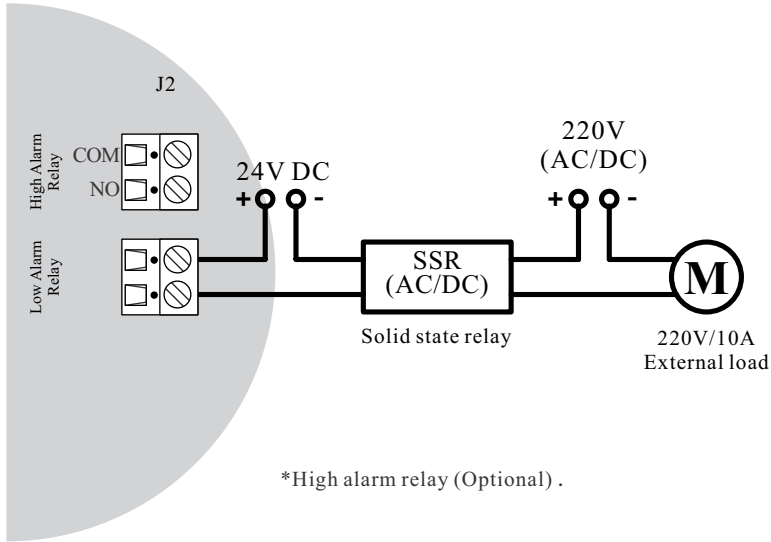 J2
High Alarm
Relay
COM
NO
Low Alarm
Relay
24V DC
+ -
220V
(AC/DC)
+ -
SSR
(AC/DC)
Solid state relay
M
220V/10A
External load
*High alarm relay (Optional) .